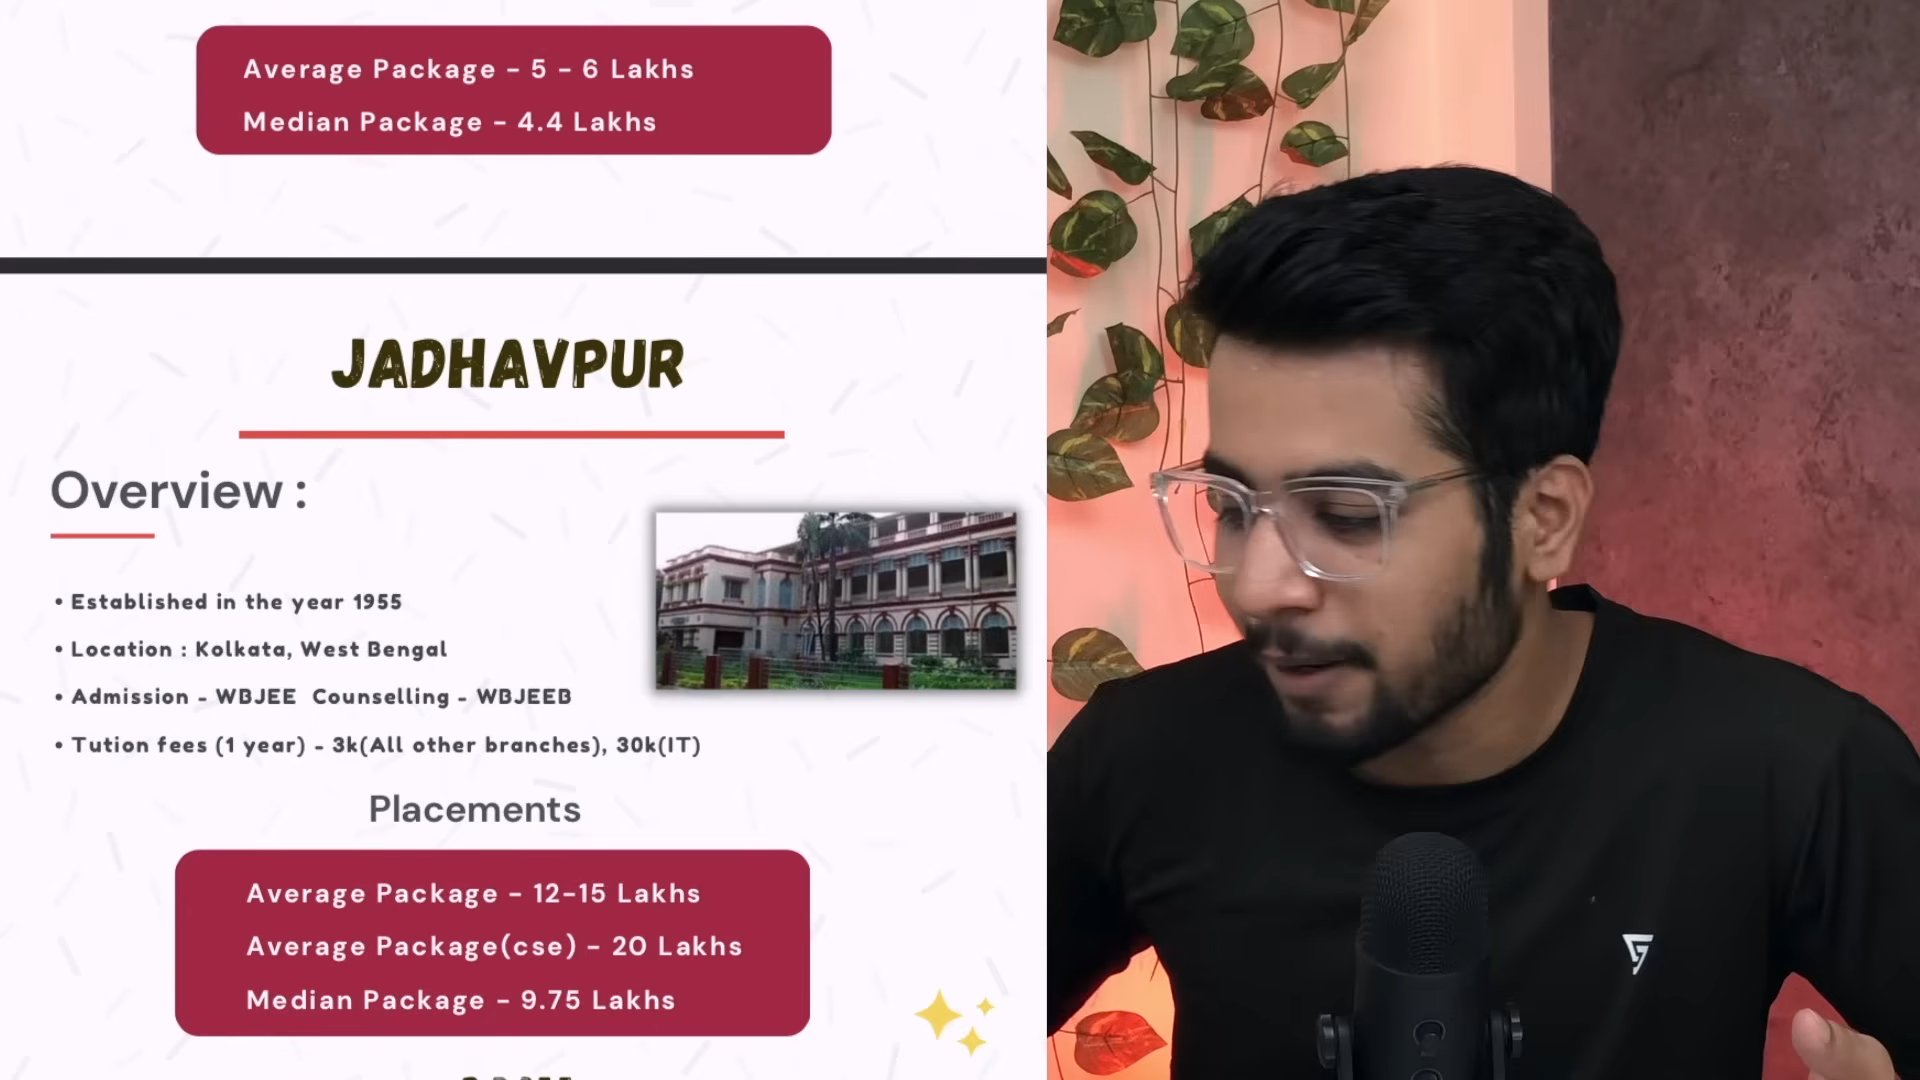 Average Package - 5 - 6 Lakhs
Median Package - 4.4 Lakhs
JADHAVPUR
Overview :
• Established in the year 1955
• Location : Kolkata, West Bengal
• Admission - WBJEE Counselling - WBJEEB
• Tution fees (1 year) - 3k(All other branches), 30k(IT)
Placements
Average Package - 12-15 Lakhs
Average Package(cse) - 20 Lakhs
Median Package - 9.75 Lakhs